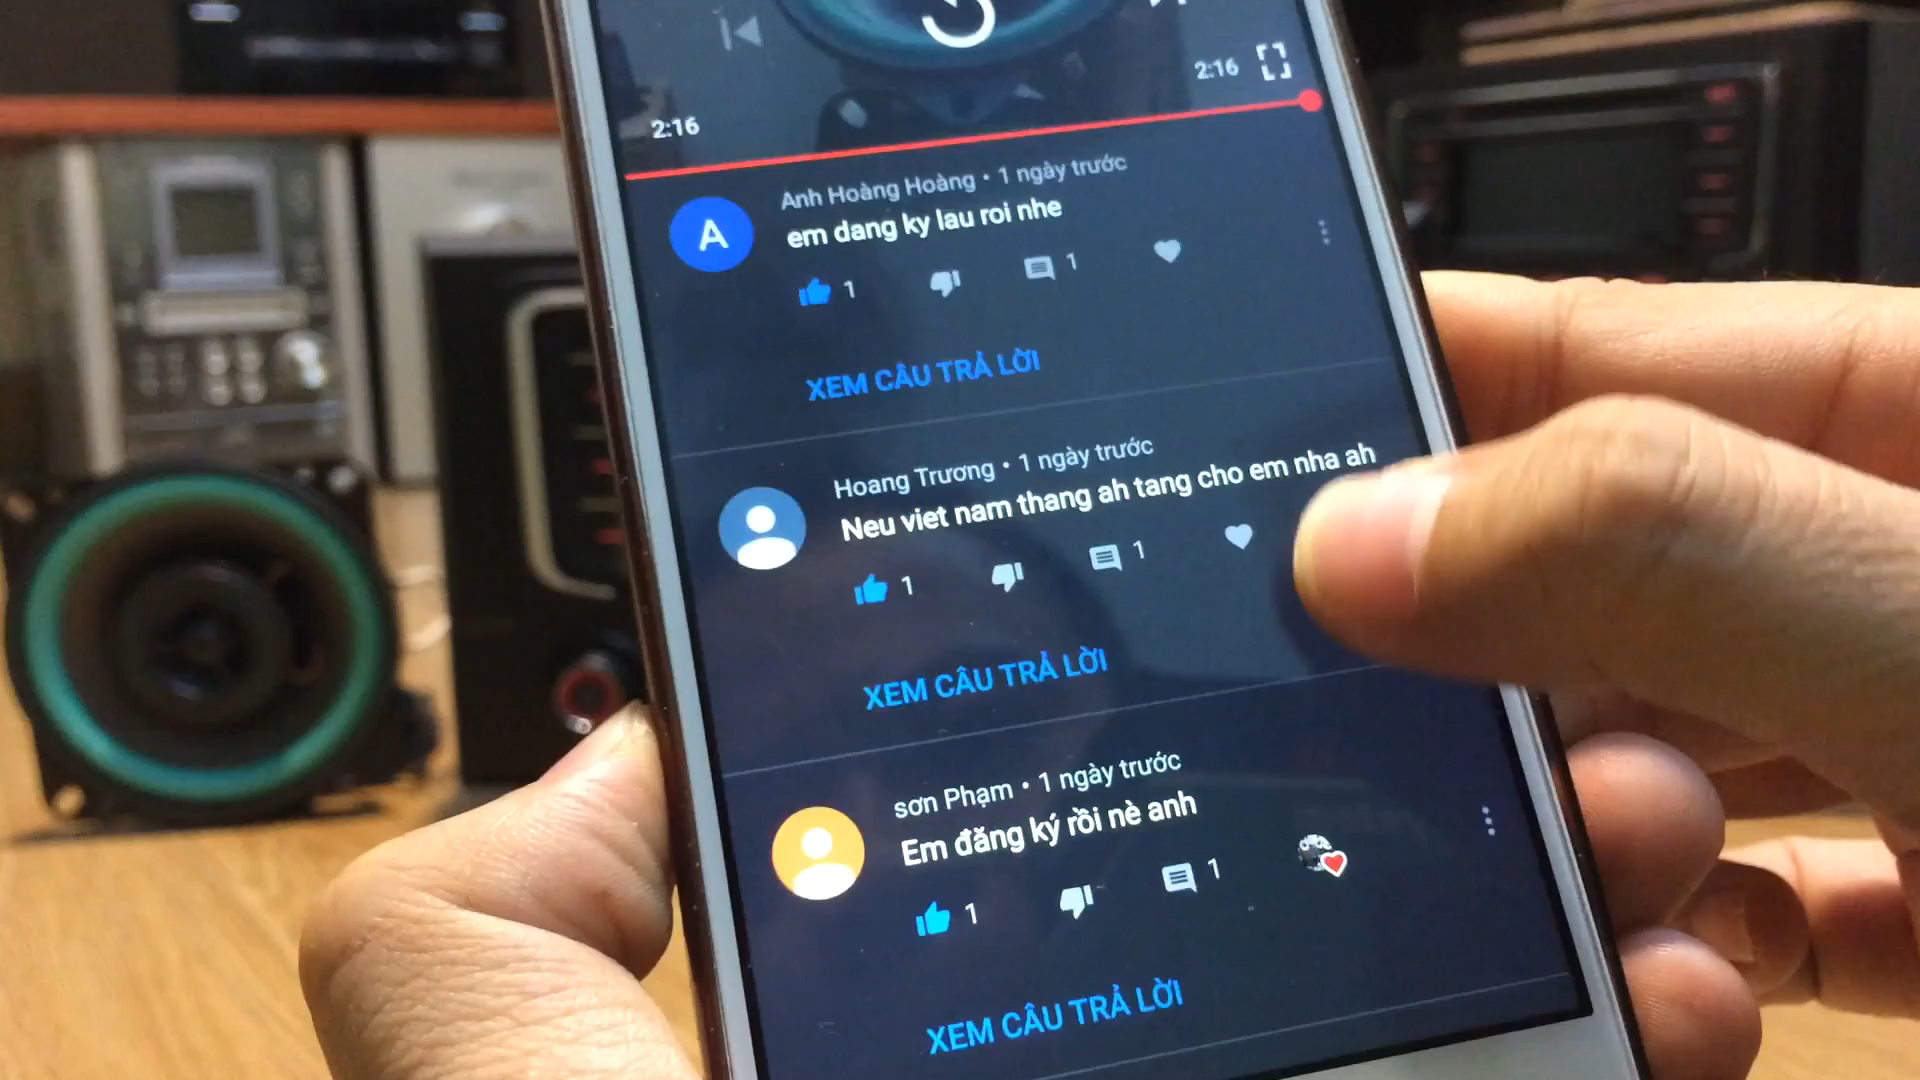 2:16
2:16
Anh Hoàng Hoàng • 1 ngày trước
em dang ky lau roi nhe
1
1
XEM CÂU TRẢ LỜI
Hoang Trương • 1 ngày trước
Neu viet nam thang ah tang cho em nha ah
1
1
XEM CÂU TRẢ LỜI
sơn Phạm • 1 ngày trước
Em đăng ký rồi nè anh
1
1
XEM CÂU TRẢ LỜI
A